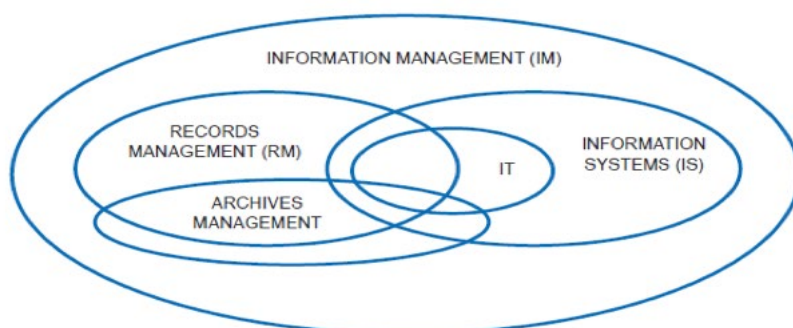 INFORMATION MANAGEMENT (IM)
RECORDS
MANAGEMENT (RM)
INFORMATION
SYSTEMS (IS)
IT
ARCHIVES
MANAGEMENT